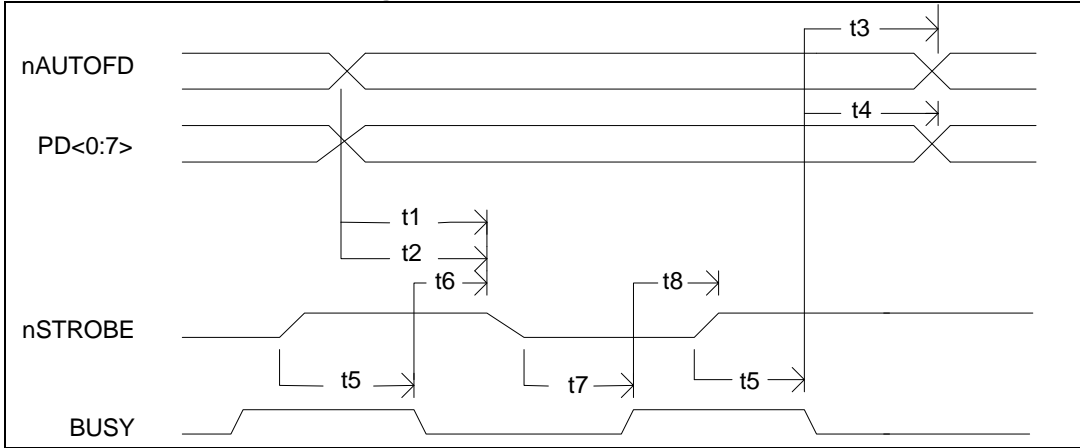 t3
nAUTOFD
t4
PD<0:7>
t1
t2
t6
t8
nSTROBE
t5
t7
t5
BUSY